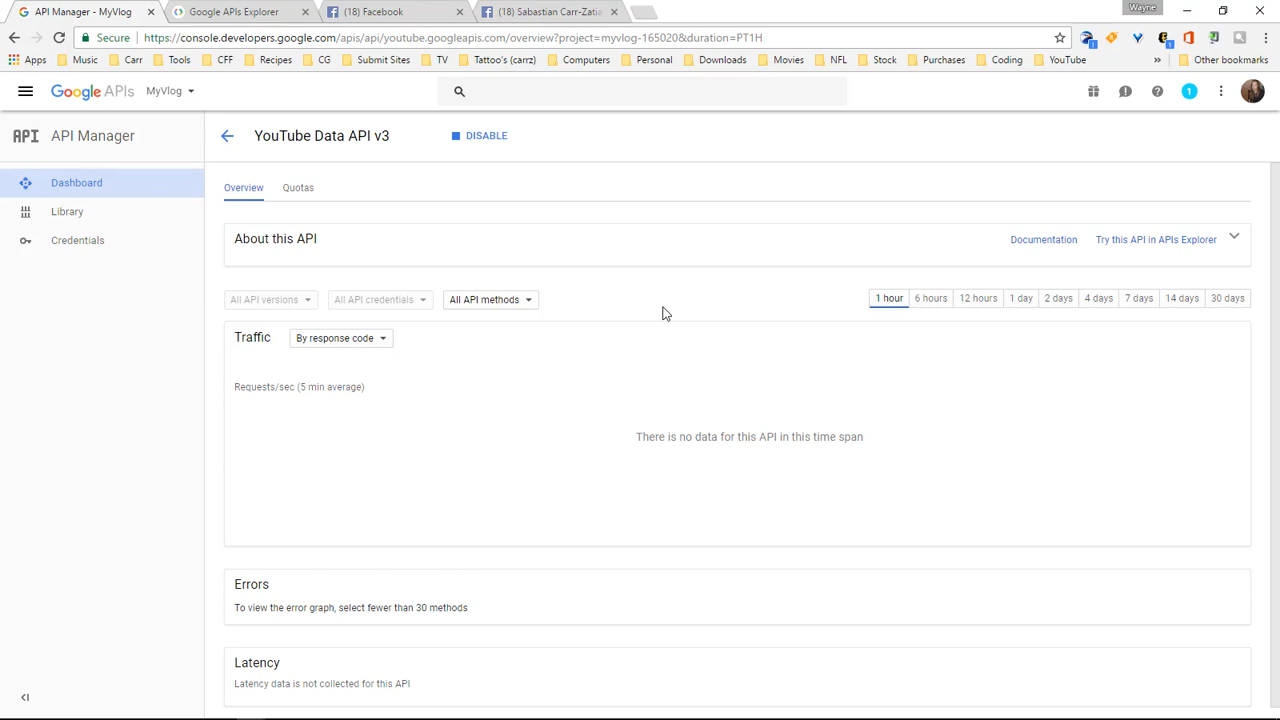 API Manager - MyVlog
Google APIs Explorer
(18) Facebook
(18) Sabastian Carr-Zatia
Wayne
Secure https://console.developers.google.com/apis/api/youtube.googleapis.com/overview?project=myvlog-165020&duration=PT1H
Apps Music Carr Tools CFF Recipes CG Submit Sites TV Tattoo's (carrz) Computers Personal Downloads Movies NFL Stock Purchases Coding YouTube » Other bookmarks
Google APIs MyVlog
1
API API Manager
YouTube Data API v3 DISABLE
Dashboard
Library
Credentials
Overview Quotas
About this API Documentation Try this API in APIs Explorer
All API versions All API credentials All API methods 1 hour 6 hours 12 hours 1 day 2 days 4 days 7 days 14 days 30 days
Traffic By response code
Requests/sec (5 min average)
There is no data for this API in this time span
Errors
To view the error graph, select fewer than 30 methods
Latency
Latency data is not collected for this API